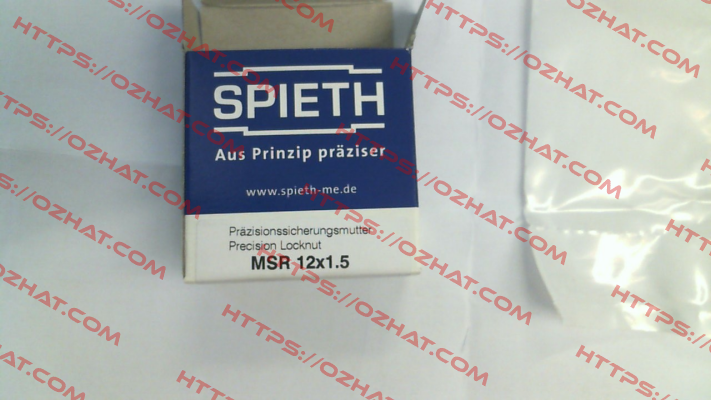 SPIETH
Aus Prinzip präziser
www.spieth-me.de
Präzisionssicherungsmutter
Precision Locknut
MSR 12x1.5
HTTPS://OZHAT.COM